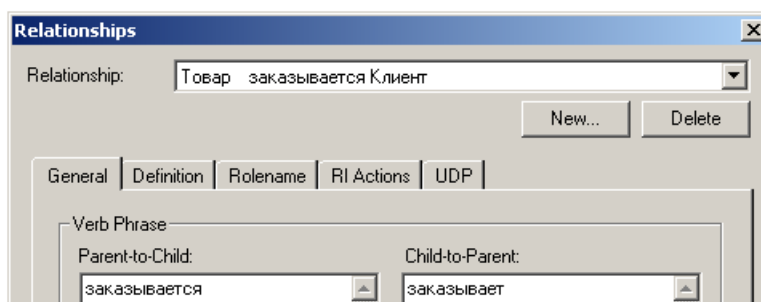 Relationships
Relationship: Товар заказывается Клиент
New... Delete
General Definition Rolename RI Actions UDP
Verb Phrase
Parent-to-Child: Child-to-Parent:
заказывается заказывает